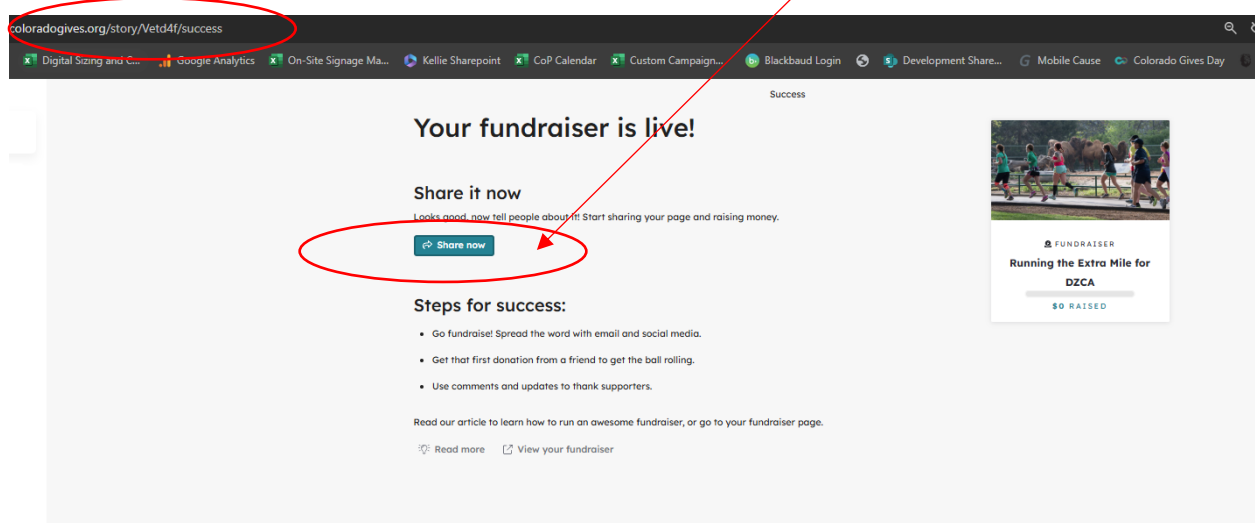 coloradogives.org/story/Vetd4f/success
Digital Sizing and C... Google Analytics On-Site Signage Ma... Kellie Sharepoint CoP Calendar Custom Campaign... Blackbaud Login Development Share... Mobile Cause Colorado Gives Day
Success
Your fundraiser is live!
Share it now
Looks good, now tell people about it! Start sharing your page and raising money.
Share now
FUNDRAISER
Running the Extra Mile for
DZCA
$0 RAISED
Steps for success:
• Go fundraise! Spread the word with email and social media.
• Get that first donation from a friend to get the ball rolling.
• Use comments and updates to thank supporters.
Read our article to learn how to run an awesome fundraiser, or go to your fundraiser page.
Read more View your fundraiser